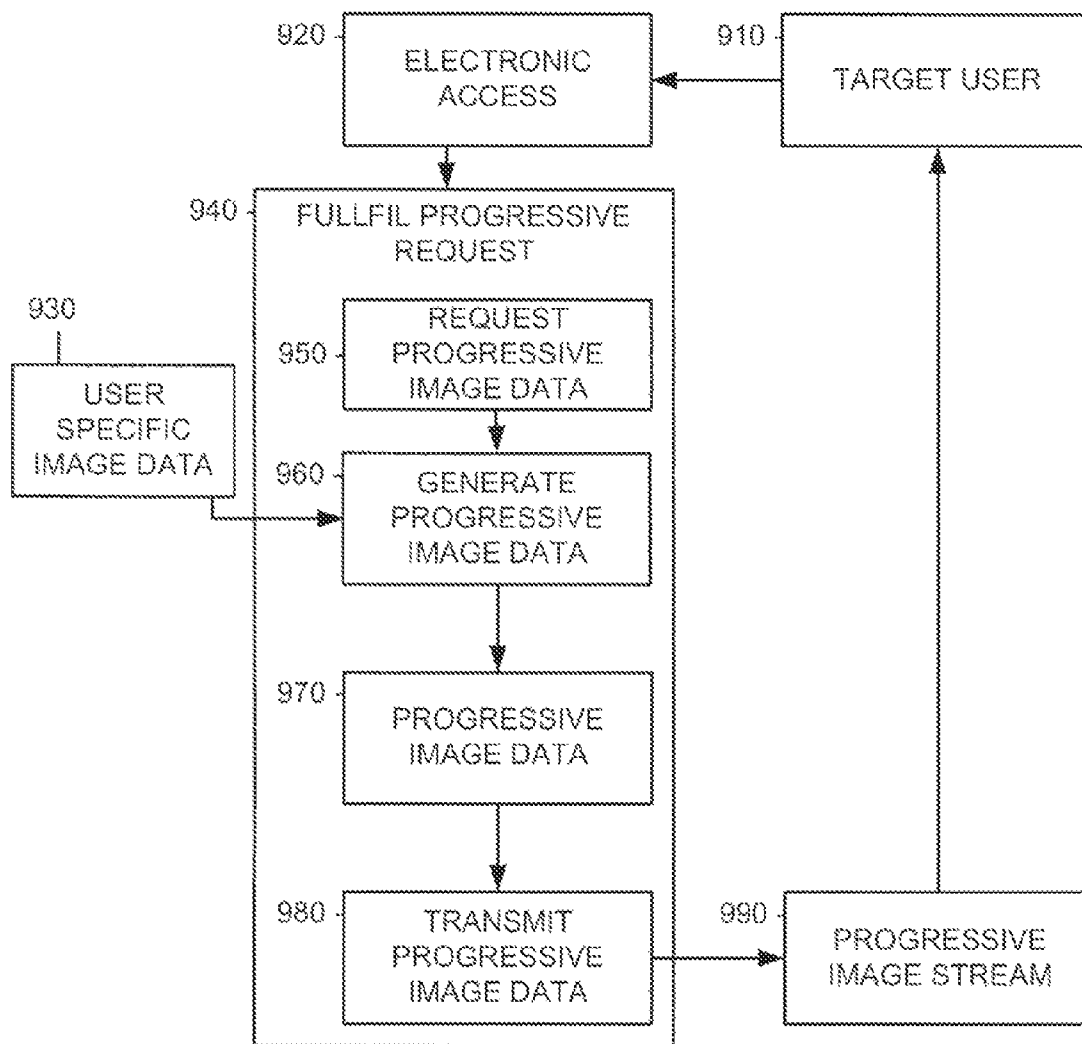 920
ELECTRONIC
ACCESS
910
TARGET USER
940
FULLFIL PROGRESSIVE
REQUEST
930
USER
SPECIFIC
IMAGE DATA
950
REQUEST
PROGRESSIVE
IMAGE DATA
960
GENERATE
PROGRESSIVE
IMAGE DATA
970
PROGRESSIVE
IMAGE DATA
980
TRANSMIT
PROGRESSIVE
IMAGE DATA
990
PROGRESSIVE
IMAGE STREAM